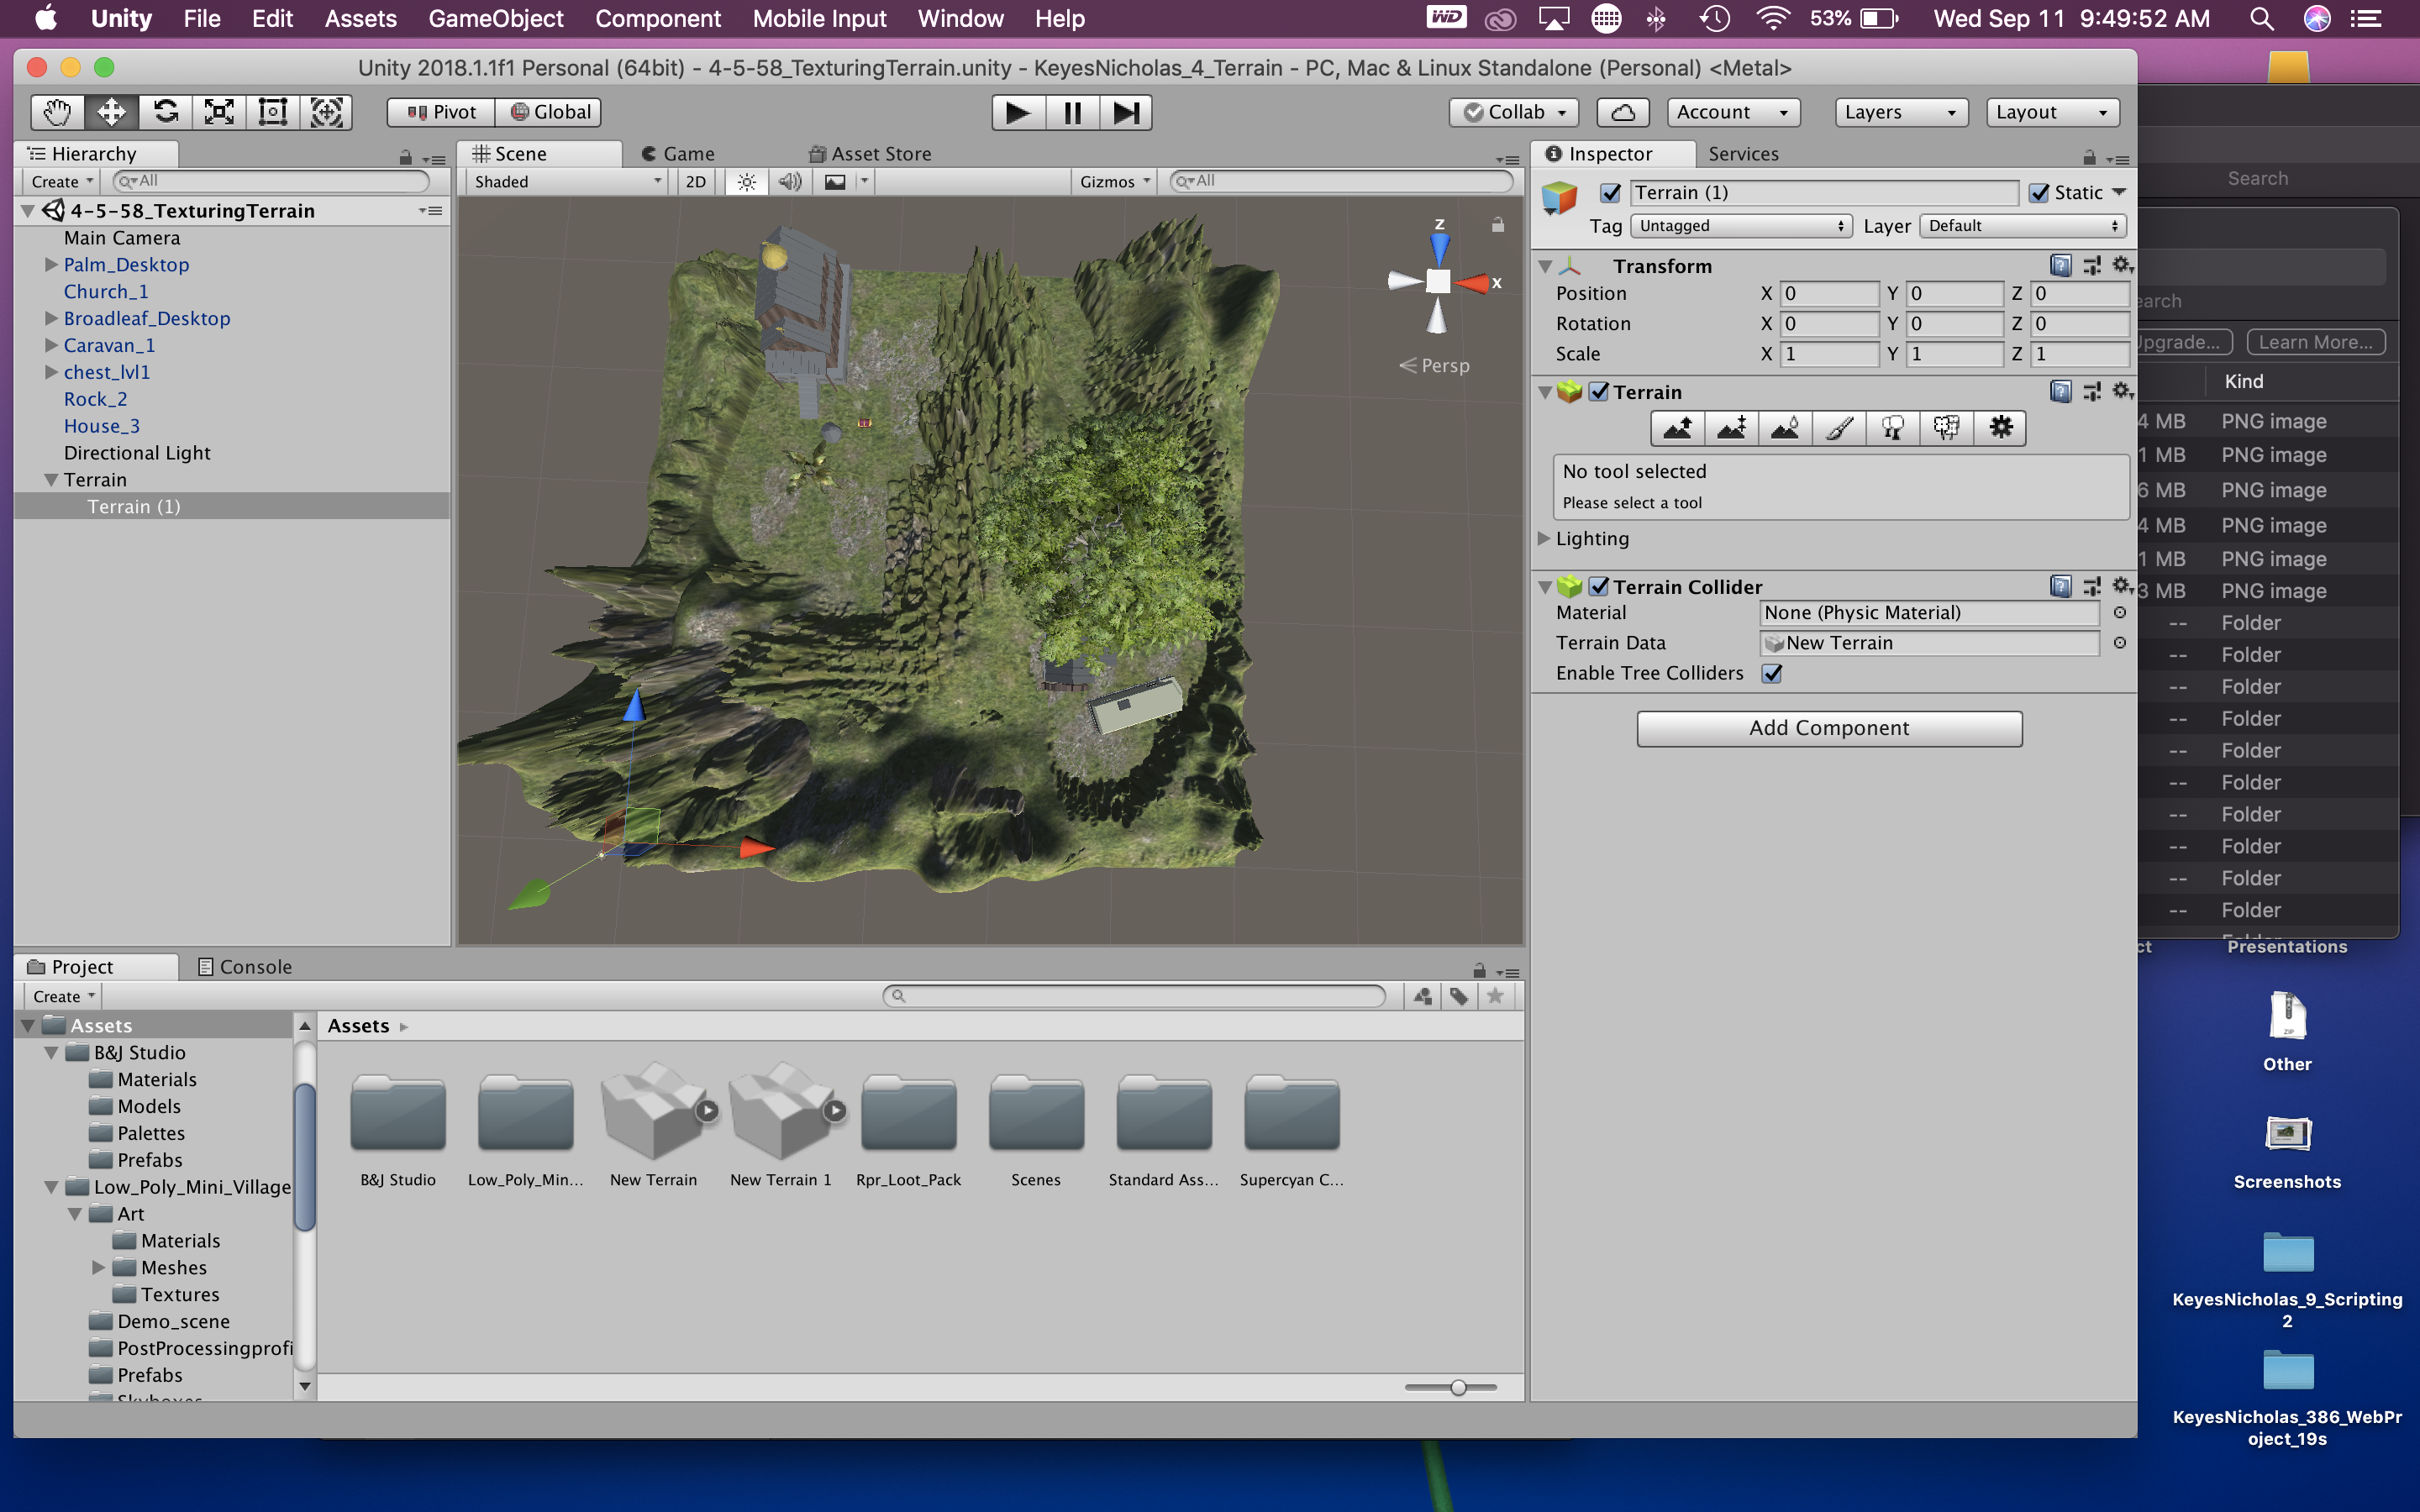 Unity File Edit Assets GameObject Component Mobile Input Window Help
WD 53% Wed Sep 11 9:49:52 AM
Unity 2018.1.1f1 Personal (64bit) - 4-5-58_TexturingTerrain.unity - KeyesNicholas_4_Terrain - PC, Mac & Linux Standalone (Personal) <Metal>
Pivot Global Collab Account Layers Layout
Hierarchy
Create All
4-5-58_TexturingTerrain
Main Camera
Palm_Desktop
Church_1
Broadleaf_Desktop
Caravan_1
chest_lvl1
Rock_2
House_3
Directional Light
Terrain
Terrain (1)
Scene Game Asset Store
Shaded 2D Gizmos All
z
x
Persp
Inspector Services
Terrain (1) Static
Tag Untagged Layer Default
Transform
Position X 0 Y 0 Z 0
Rotation X 0 Y 0 Z 0
Scale X 1 Y 1 Z 1
Terrain
No tool selected
Please select a tool
Lighting
Terrain Collider
Material None (Physic Material)
Terrain Data New Terrain
Enable Tree Colliders
Add Component
Project Console
Create
Assets
B&J Studio
Materials
Models
Palettes
Prefabs
Low_Poly_Mini_Village
Art
Materials
Meshes
Textures
Demo_scene
PostProcessingprofi
Prefabs
Skyboxes
Assets
B&J Studio Low_Poly_Min... New Terrain New Terrain 1 Rpr_Loot_Pack Scenes Standard Ass... Supercyan C...
Search
earch
Upgrade... Learn More...
Kind
4 MB PNG image
1 MB PNG image
6 MB PNG image
4 MB PNG image
1 MB PNG image
3 MB PNG image
-- Folder
-- Folder
-- Folder
-- Folder
-- Folder
-- Folder
-- Folder
-- Folder
-- Folder
-- Folder
ct Presentations
ZIP
Other
Screenshots
KeyesNicholas_9_Scripting
2
KeyesNicholas_386_WebPr
oject_19s